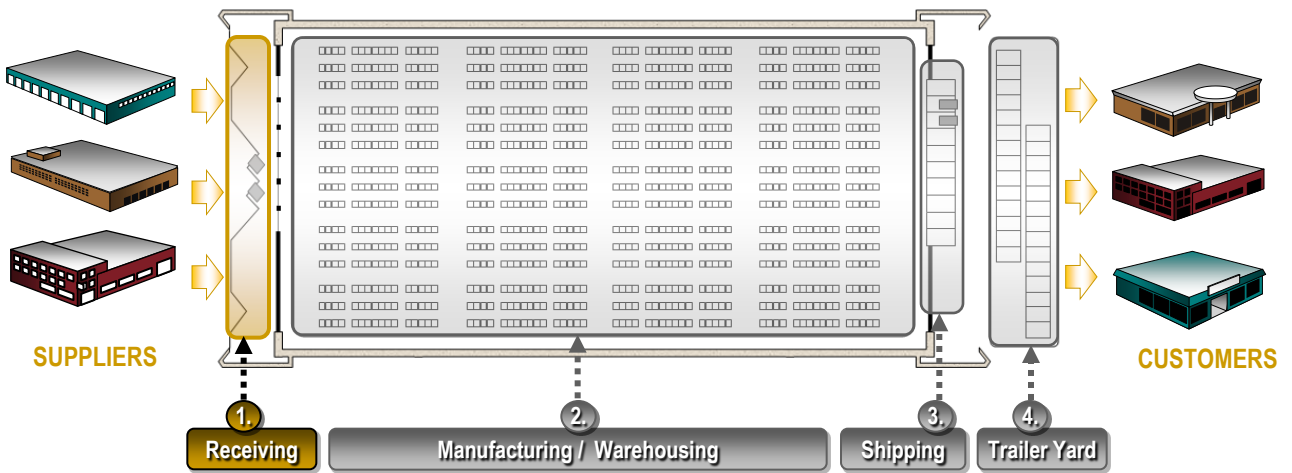 SUPPLIERS
CUSTOMERS
1.
2.
3.
4.
Receiving
Manufacturing / Warehousing
Shipping
Trailer Yard